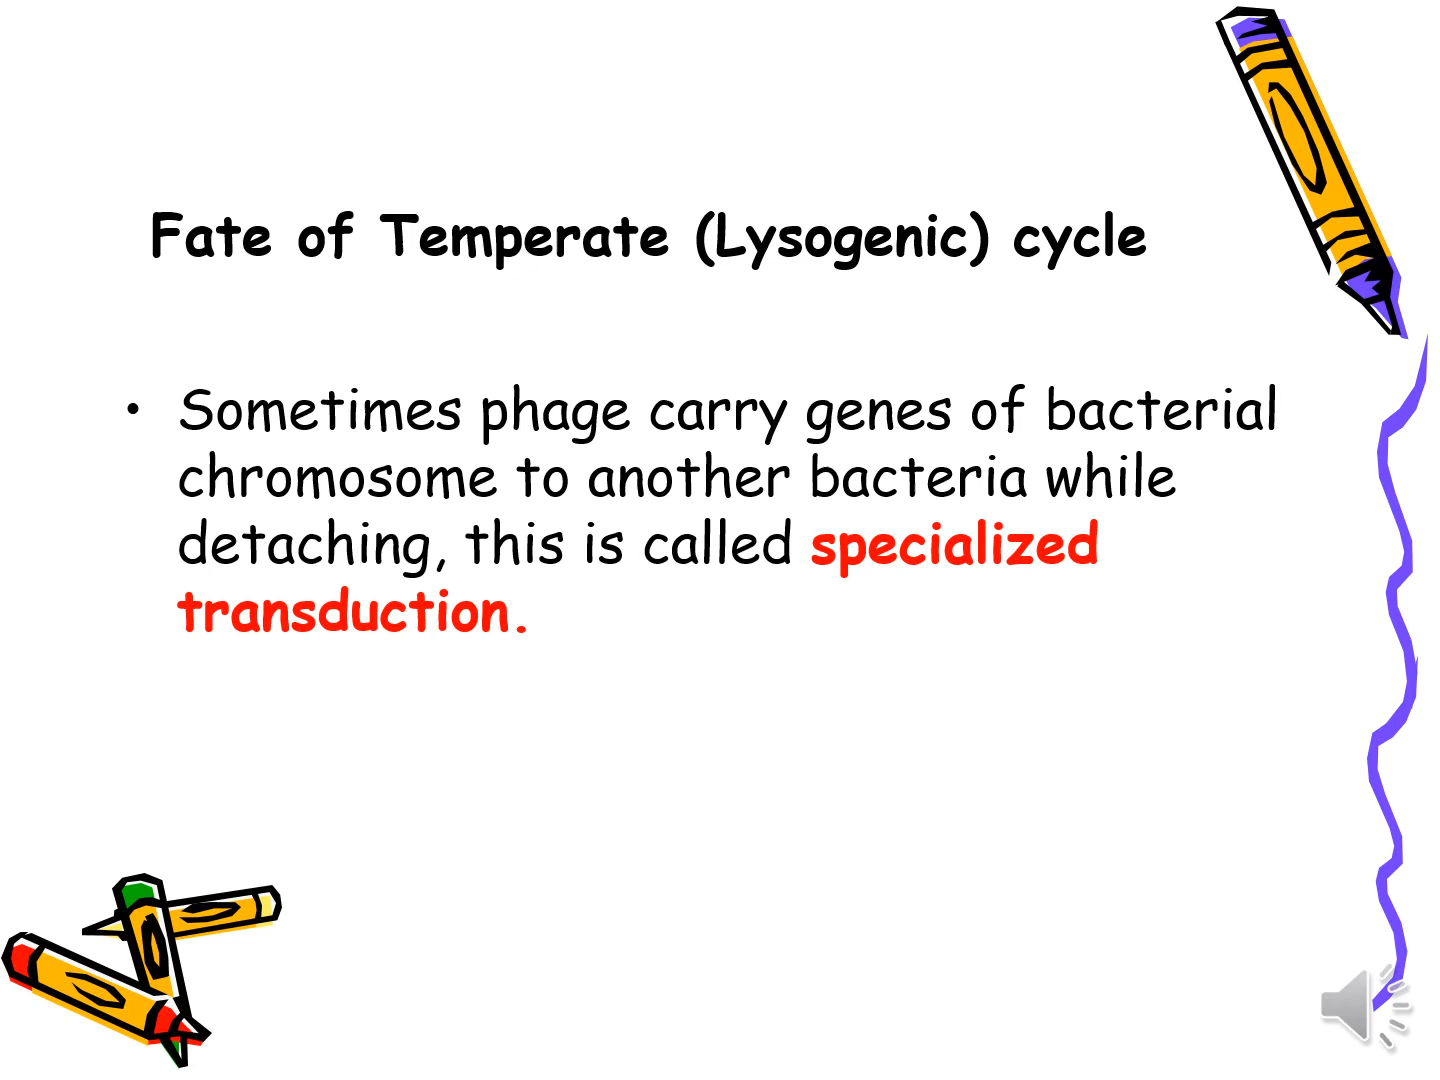 Fate of Temperate (Lysogenic) cycle
• Sometimes phage carry genes of bacterial
chromosome to another bacteria while
detaching, this is called specialized
transduction.